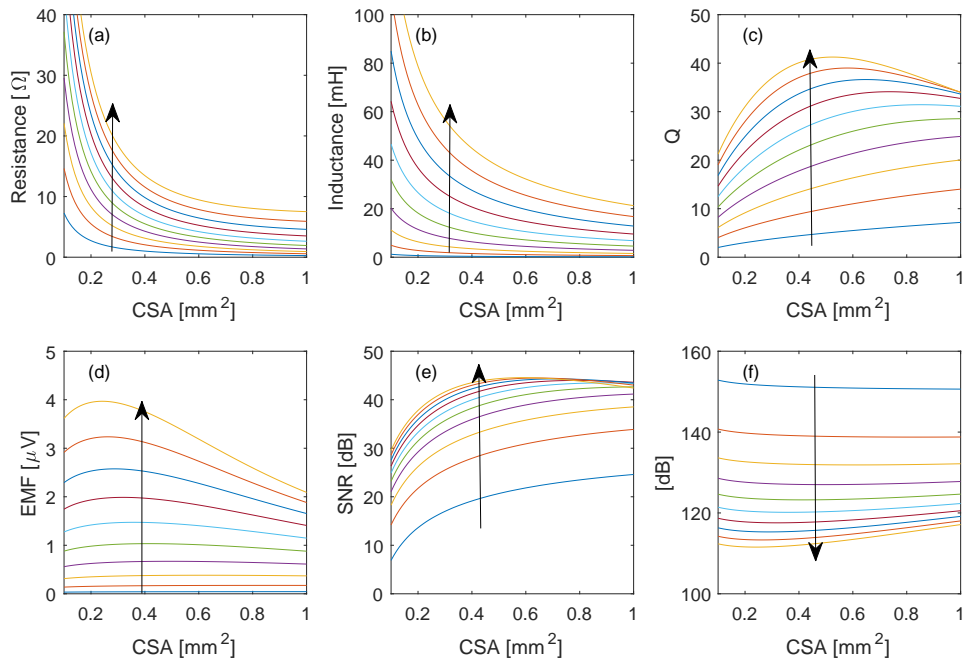 (a)
Resistance [Ω]
40
30
20
10
0
0.2 0.4 0.6 0.8 1
CSA [mm²]
(b)
Inductance [mH]
100
80
60
40
20
0
0.2 0.4 0.6 0.8 1
CSA [mm²]
(c)
Q
50
40
30
20
10
0
0.2 0.4 0.6 0.8 1
CSA [mm²]
(d)
EMF [μV]
5
4
3
2
1
0
0.2 0.4 0.6 0.8 1
CSA [mm²]
(e)
SNR [dB]
50
40
30
20
10
0
0.2 0.4 0.6 0.8 1
CSA [mm²]
(f)
[dB]
160
140
120
100
0.2 0.4 0.6 0.8 1
CSA [mm²]